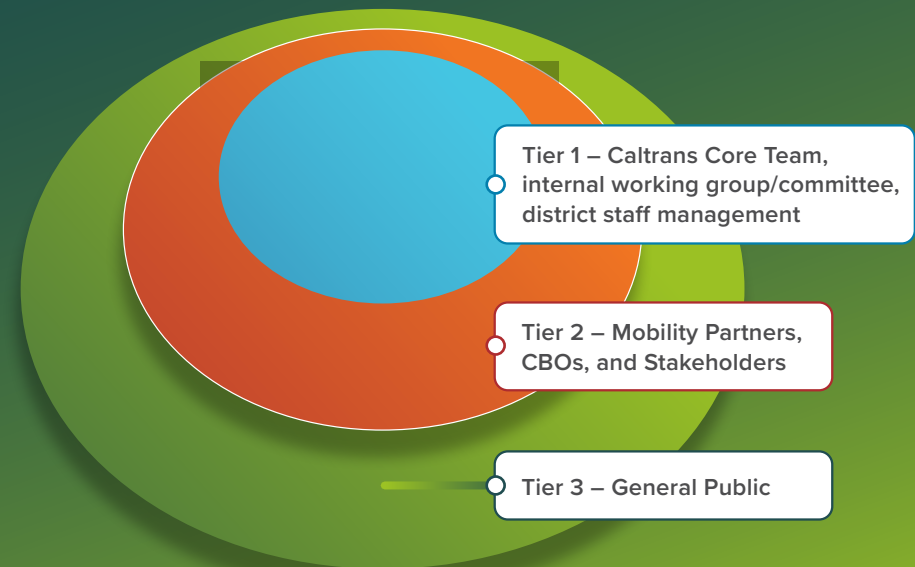 Tier 1 – Caltrans Core Team,
internal working group/committee,
district staff management
Tier 2 – Mobility Partners,
CBOs, and Stakeholders
Tier 3 – General Public